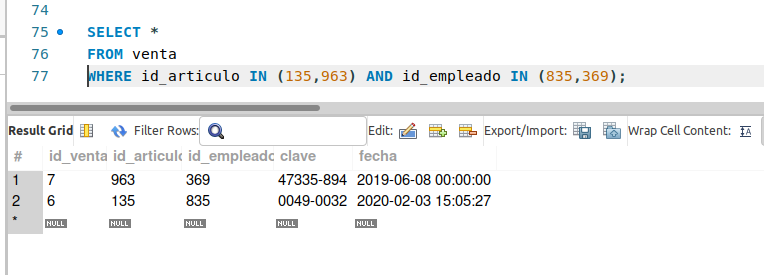 74
75 SELECT *
76 FROM venta
77 WHERE id_articulo IN (135,963) AND id_empleado IN (835,369);
Result Grid Filter Rows: Edit: Export/Import: Wrap Cell Content: IA
# id_venta id_articulo id_empleado clave fecha
1 7 963 369 47335-894 2019-06-08 00:00:00
2 6 135 835 0049-0032 2020-02-03 15:05:27
* NULL NULL NULL NULL NULL